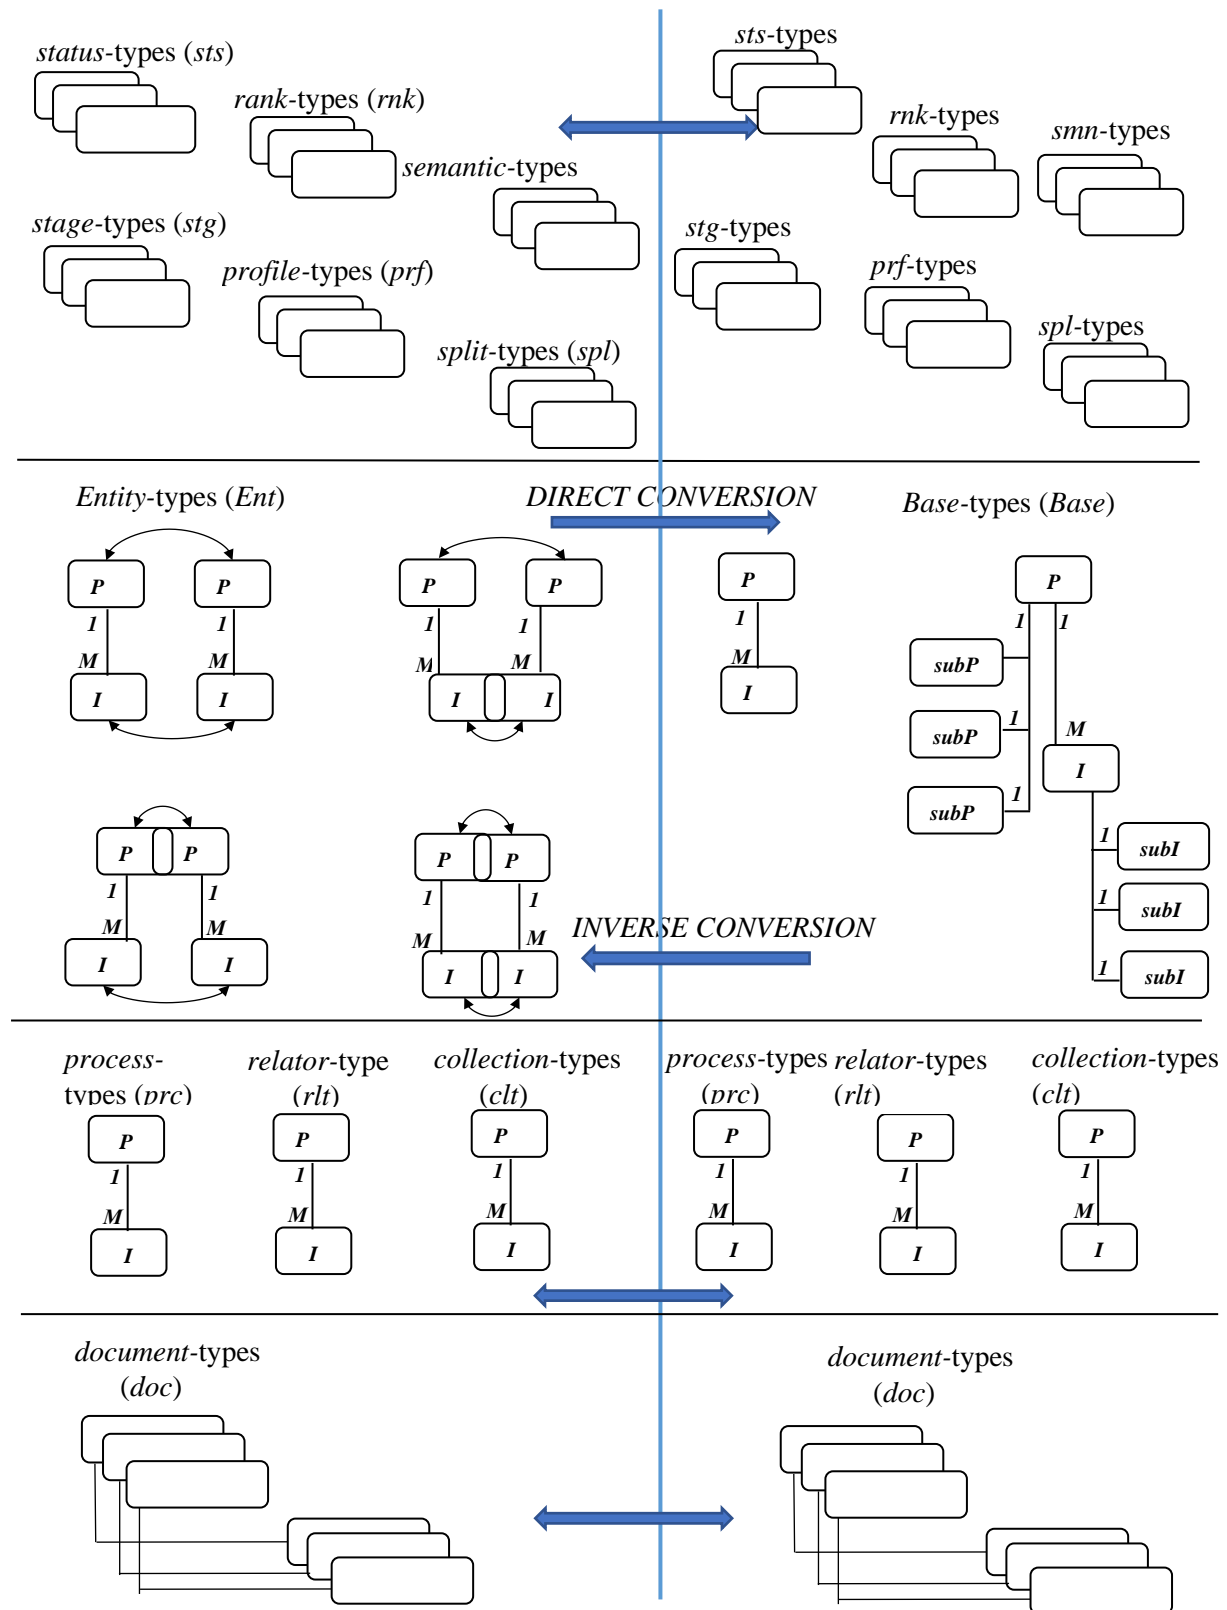 status-types (sts)
rank-types (rnk)
semantic-types
stage-types (stg)
profile-types (prf)
split-types (spl)
sts-types
rnk-types
smn-types
stg-types
prf-types
spl-types
Entity-types (Ent)
DIRECT CONVERSION
Base-types (Base)
P
P
1
1
M
M
I
I
P
P
1
1
M
M
I
I
P
1
M
I
P
1
1
subP
1
subP
1
subP
M
I
1
subI
1
subI
1
subI
P
P
1
1
M
M
I
I
P
P
1
1
M
M
I
I
INVERSE CONVERSION
process-
types (prc)
relator-type
(rlt)
collection-types
(clt)
process-types
(prc)
relator-types
(rlt)
collection-types
(clt)
P
1
M
I
P
1
M
I
P
1
M
I
P
1
M
I
P
1
M
I
P
1
M
I
document-types
(doc)
document-types
(doc)